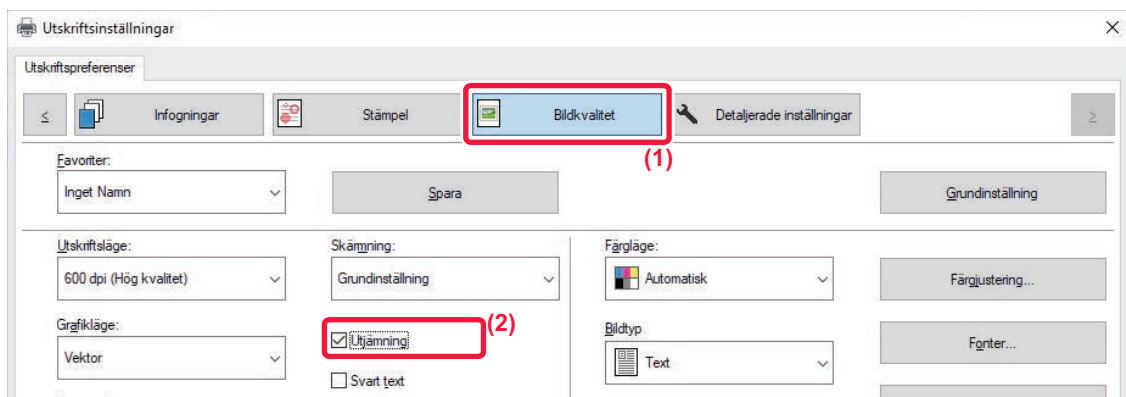 Utskriftsinställningar
Utskriftspreferenser
< Infogningar Stämpel Bildkvalitet Detaljerade inställningar >
(1)
Favoriter:
Inget Namn Spara Grundinställning
Utskriftsläge: Skärmning: Färgläge:
600 dpi (Hög kvalitet) Grundinställning Automatisk Färgjustering...
Grafikläge: (2) Bildtyp
Utjämning Fonter...
Vektor Text
Svart text